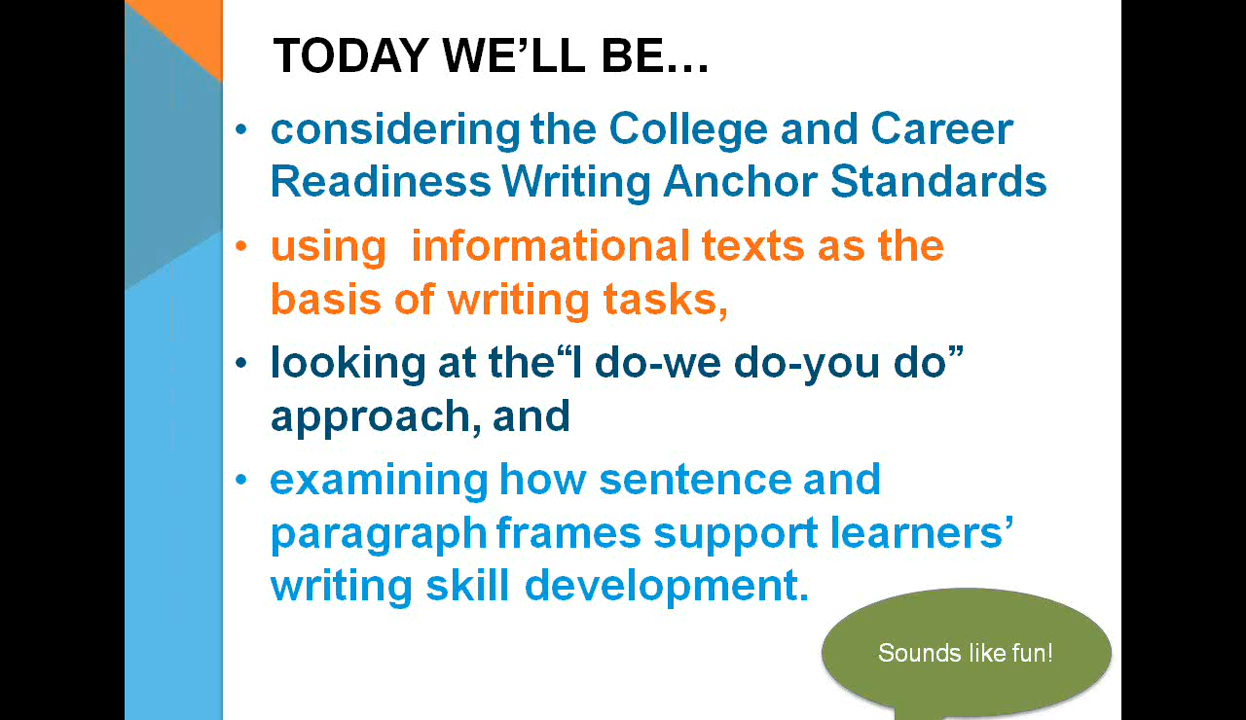 TODAY WE’LL BE…
• considering the College and Career
Readiness Writing Anchor Standards
• using informational texts as the
basis of writing tasks,
• looking at the“I do-we do-you do”
approach, and
• examining how sentence and
paragraph frames support learners’
writing skill development.
Sounds like fun!